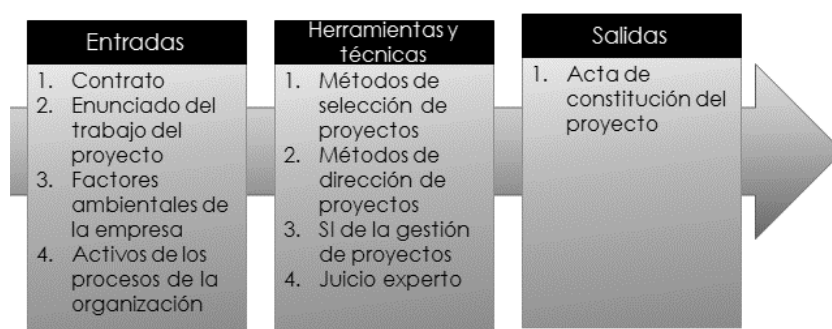 Entradas
1. Contrato
2. Enunciado del
trabajo del
proyecto
3. Factores
ambientales de
la empresa
4. Activos de los
procesos de la
organización
Herramientas y
técnicas
1. Métodos de
selección de
proyectos
2. Métodos de
dirección de
proyectos
3. SI de la gestión
de proyectos
4. Juicio experto
Salidas
1. Acta de
constitución del
proyecto